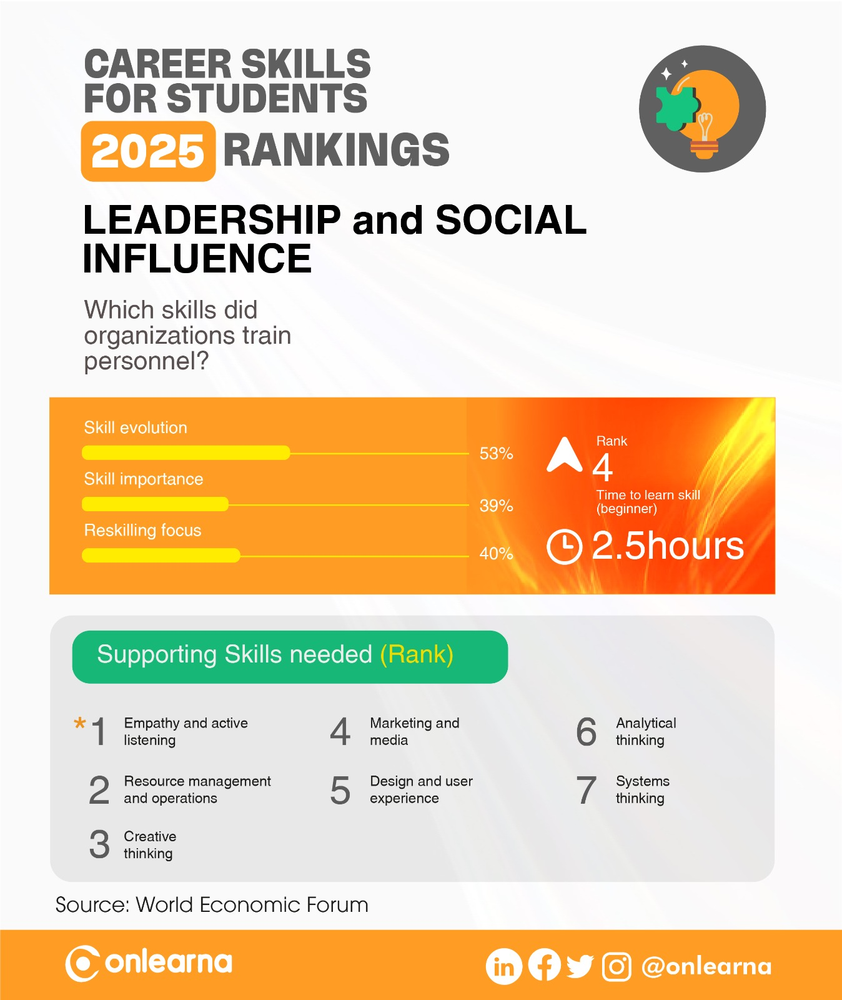 CAREER SKILLS
FOR STUDENTS
2025 RANKINGS
LEADERSHIP and SOCIAL
INFLUENCE
Which skills did
organizations train
personnel?
Skill evolution
53%
Skill importance
39%
Reskilling focus
40%
Rank
4
Time to learn skill
(beginner)
2.5hours
Supporting Skills needed (Rank)
*1 Empathy and active
listening
2 Resource management
and operations
3 Creative
thinking
4 Marketing and
media
5 Design and user
experience
6 Analytical
thinking
7 Systems
thinking
Source: World Economic Forum
onlearna
in
@onlearna